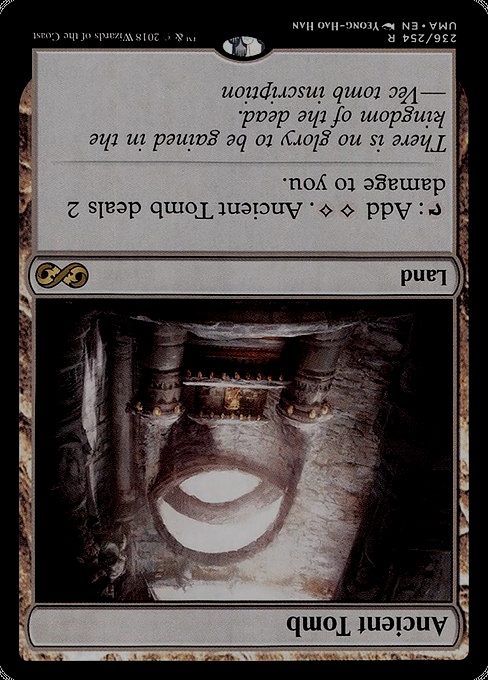 Ancient Tomb
Land
: Add . Ancient Tomb deals 2
damage to you.
There is no glory to be gained in the
kingdom of the dead.
—Vec tomb inscription
236/254 R
UMA • EN Yeong-Hao Han
™ & © 2018 Wizards of the Coast